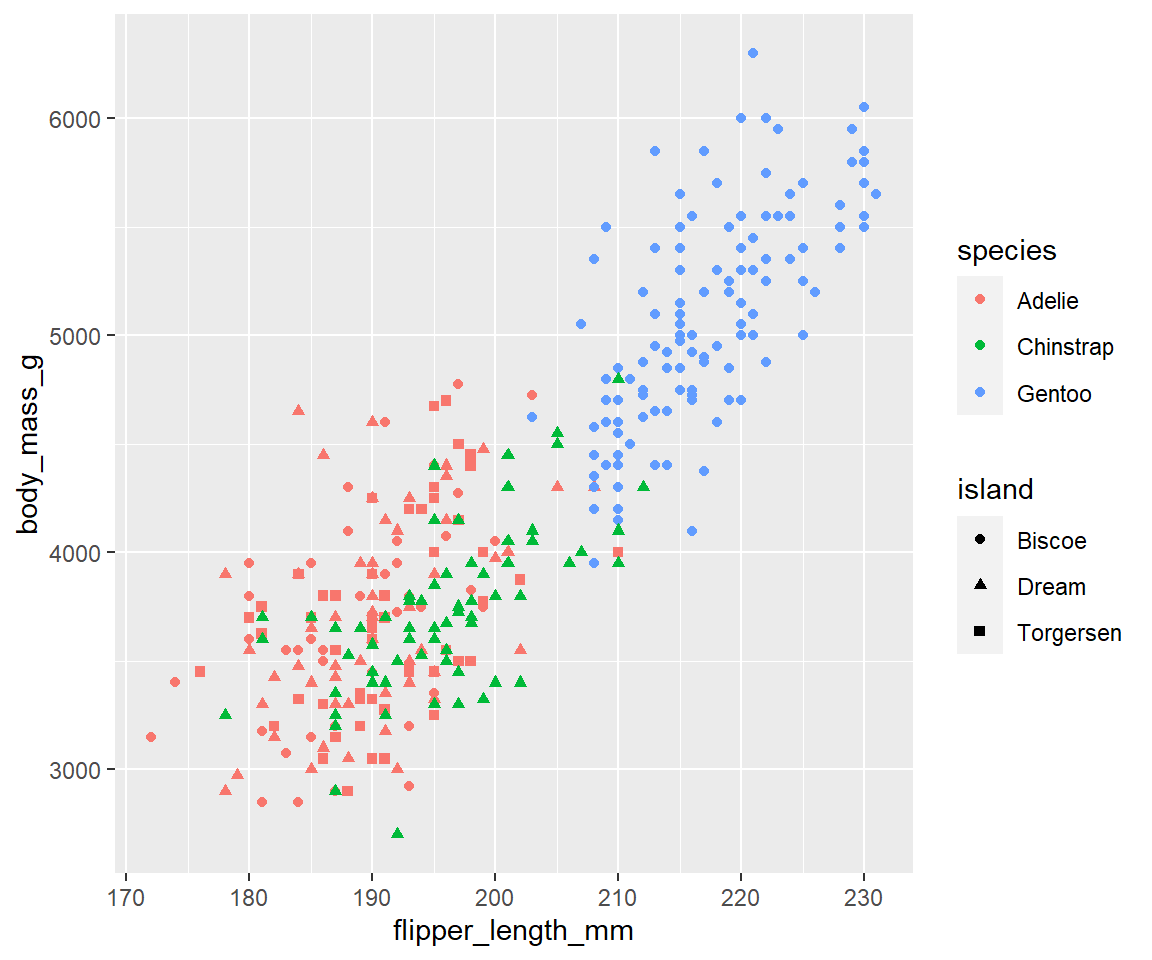 6000
5000
4000
3000
body_mass_g
170 180 190 200 210 220 230
flipper_length_mm
species
Adelie
Chinstrap
Gentoo
island
Biscoe
Dream
Torgersen